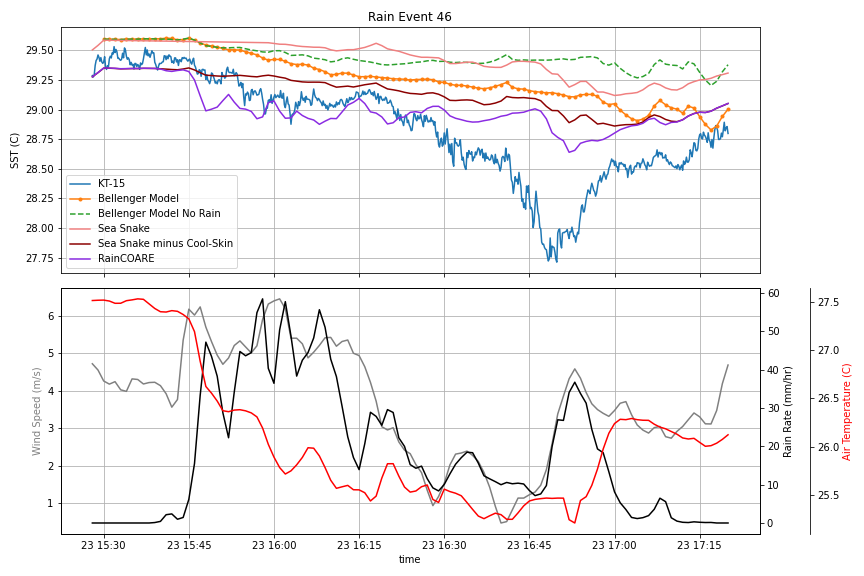 Rain Event 46
SST (C)
29.50
29.25
29.00
28.75
28.50
28.25
28.00
27.75
KT-15
Bellenger Model
Bellenger Model No Rain
Sea Snake
Sea Snake minus Cool-Skin
RainCOARE
Wind Speed (m/s)
6
5
4
3
2
1
60
50
40
30
20
10
0
Rain Rate (mm/hr)
27.5
27.0
26.5
26.0
25.5
Air Temperature (C)
23 15:30 23 15:45 23 16:00 23 16:15 23 16:30 23 16:45 23 17:00 23 17:15
time